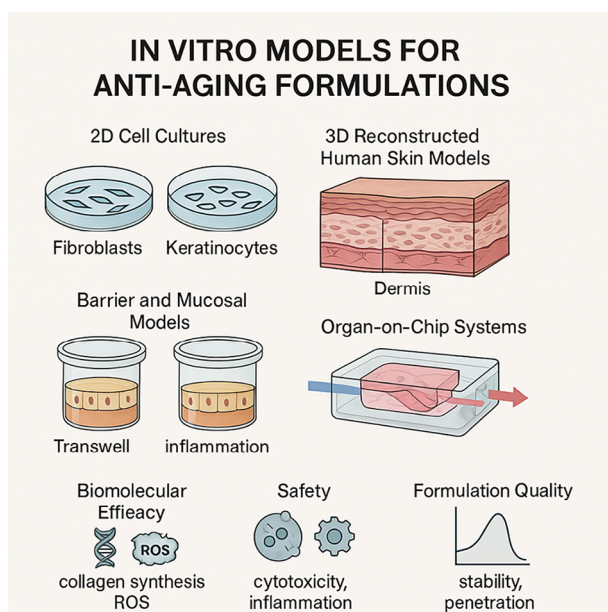 IN VITRO MODELS FOR
ANTI-AGING FORMULATIONS
2D Cell Cultures
Fibroblasts
Keratinocytes
3D Reconstructed
Human Skin Models
Dermis
Barrier and Mucosal
Models
Transwell
inflammation
Organ-on-Chip Systems
Biomolecular
Effieacy
ROS
collagen synthesis
ROS
Safety
cytotoxicity,
inflammation
Formulation Quality
stability,
penetration